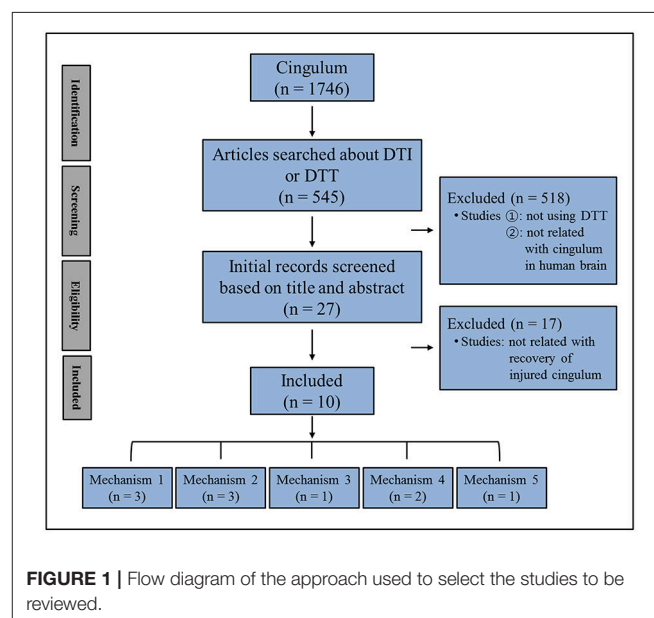 Identification
Screening
Eligibility
Included
Cingulum
(n = 1746)
Articles searched about DTI
or DTT
(n = 545)
Excluded (n = 518)
• Studies ①: not using DTT
②: not related
with cingulum
in human brain
Initial records screened
based on title and abstract
(n = 27)
Excluded (n = 17)
• Studies: not related with
recovery of
injured cingulum
Included
(n = 10)
Mechanism 1
(n = 3)
Mechanism 2
(n = 3)
Mechanism 3
(n = 1)
Mechanism 4
(n = 2)
Mechanism 5
(n = 1)
FIGURE 1 | Flow diagram of the approach used to select the studies to be
reviewed.